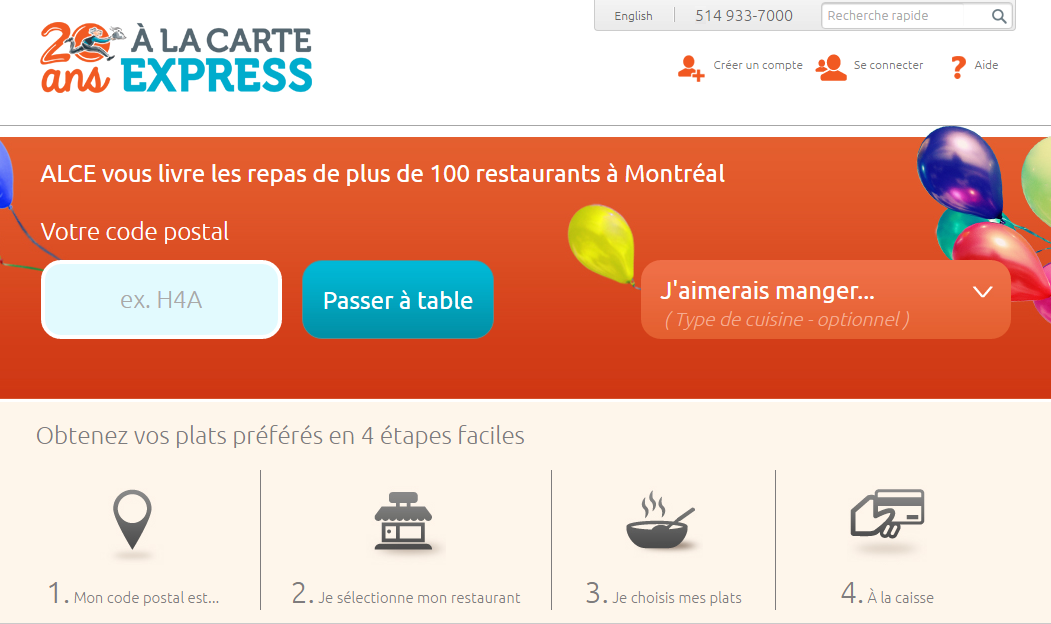 20 ans À LA CARTE EXPRESS
English
514 933-7000
Recherche rapide
Créer un compte
Se connecter
Aide
ALCE vous livre les repas de plus de 100 restaurants à Montréal
Votre code postal
ex. H4A
Passer à table
J'aimerais manger...
( Type de cuisine - optionnel )
Obtenez vos plats préférés en 4 étapes faciles
1. Mon code postal est...
2. Je sélectionne mon restaurant
3. Je choisis mes plats
4. À la caisse